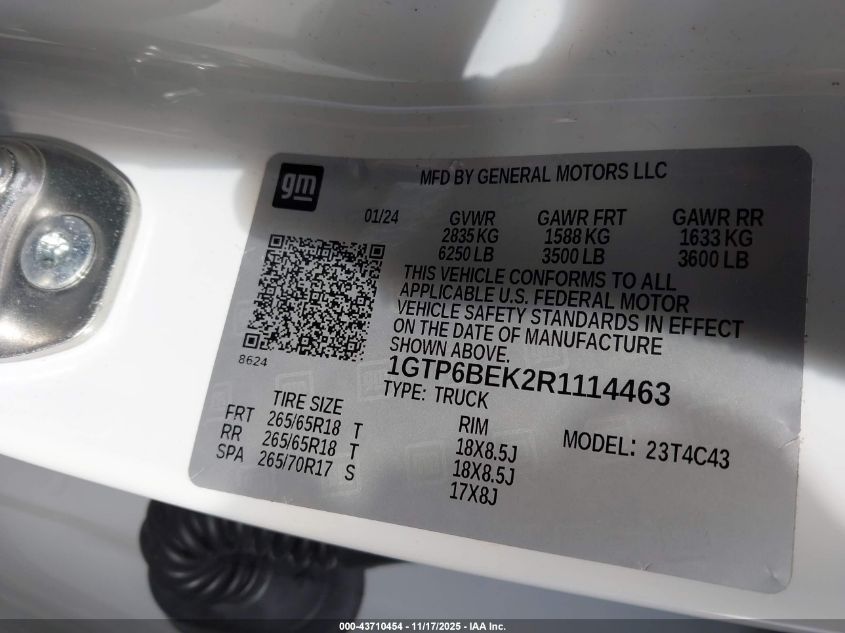 gm
MFD BY GENERAL MOTORS LLC
01/24 GVWR GAWR FRT GAWR RR
2835 KG 1588 KG 1633 KG
6250 LB 3500 LB 3600 LB
THIS VEHICLE CONFORMS TO ALL
APPLICABLE U.S. FEDERAL MOTOR
VEHICLE SAFETY STANDARDS IN EFFECT
ON THE DATE OF MANUFACTURE
SHOWN ABOVE.
8624
1GTP6BEK2R1114463
TYPE: TRUCK
TIRE SIZE RIM MODEL: 23T4C43
FRT 265/65R18 T 18X8.5J
RR 265/65R18 T 18X8.5J
SPA 265/70R17 S 17X8J
000-43710454 - 11/17/2025 - IAA Inc.